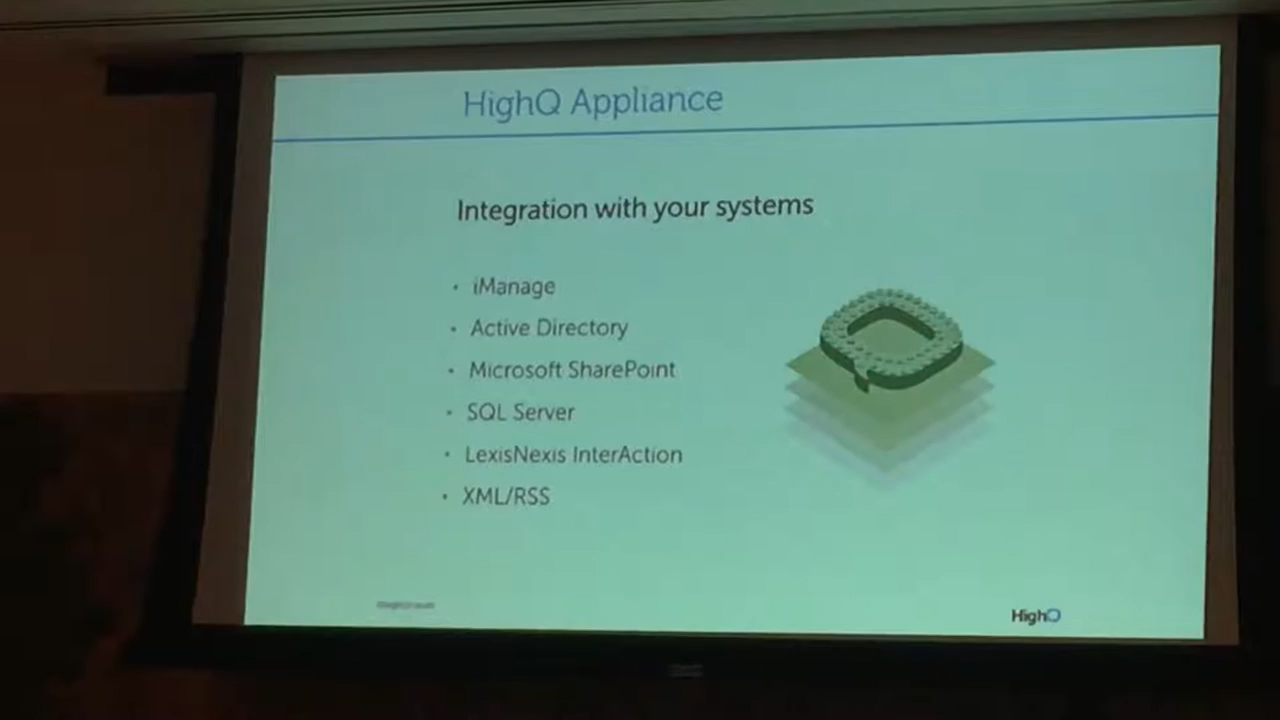 HighQ Appliance
Integration with your systems
• iManage
• Active Directory
• Microsoft SharePoint
• SQL Server
• LexisNexis InterAction
• XML/RSS
HighQ